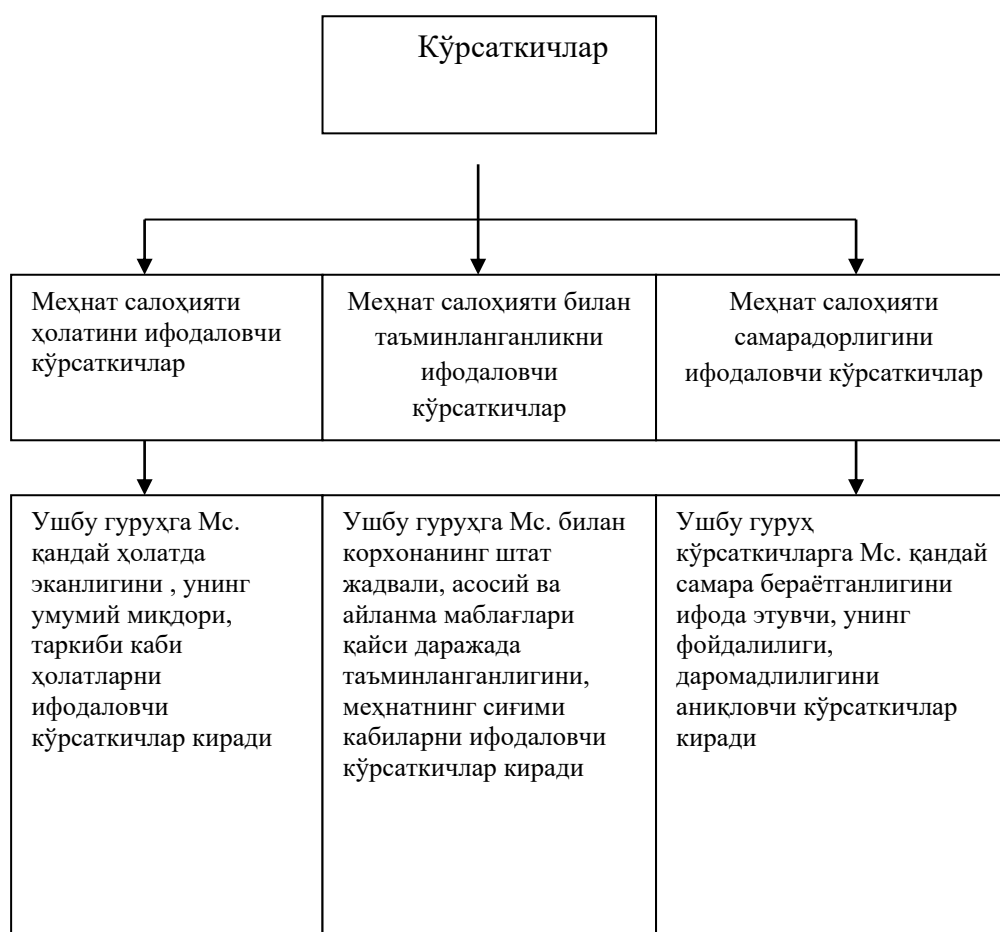 Кўрсаткичлар
Меҳнат салоҳияти
ҳолатини ифодаловчи
кўрсаткичлар
Меҳнат салоҳияти билан
таъминланганликни
ифодаловчи
кўрсаткичлар
Меҳнат салоҳияти
самарадорлигини
ифодаловчи кўрсаткичлар
Ушбу гуруҳга Мс.
қандай ҳолатда
эканлигини , унинг
умумий миқдори,
таркиби каби
ҳолатларни
ифодаловчи
кўрсаткичлар киради
Ушбу гуруҳга Мс. билан
корхонанинг штат
жадвали, асосий ва
айланма маблағлари
қайси даражада
таъминланганлигини,
меҳнатнинг сиғими
кабиларни ифодаловчи
кўрсаткичлар киради
Ушбу гуруҳ
кўрсаткичларга Мс. қандай
самара бераётганлигини
ифода этувчи, унинг
фойдалилиги,
даромадлилигини
аниқловчи кўрсаткичлар
киради